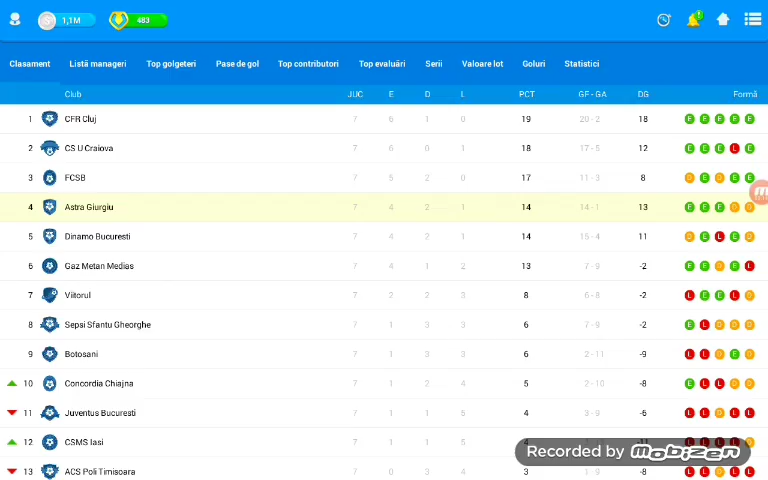 1,1M 483
Clasament Listă manageri Top golgeteri Pase de gol Top contributori Top evaluări Serii Valoare lot Goluri Statistici
Club JUC E D L PCT GF - GA DG Formă
1 CFR Cluj 7 6 1 0 19 20 - 2 18 E E E E E
2 CS U Craiova 7 6 0 1 18 17 - 5 12 E E E L E
3 FCSB 7 5 2 0 17 11 - 3 8 D E D E E
4 Astra Giurgiu 7 4 2 1 14 14 - 1 13 E E E D D
5 Dinamo Bucuresti 7 4 2 1 14 15 - 4 11 D E L E D
6 Gaz Metan Medias 7 4 1 2 13 7 - 9 -2 E E D E L
7 Viitorul 7 2 2 3 8 6 - 8 -2 L E E L D
8 Sepsi Sfantu Gheorghe 7 1 3 3 6 7 - 9 -2 E L D D D
9 Botosani 7 1 3 3 6 2 - 11 -9 L L D E D
10 Concordia Chiajna 7 1 2 4 5 2 - 10 -8 E L L D D
11 Juventus Bucuresti 7 1 1 5 4 3 - 9 -6 L L D L L
12 CSMS Iasi 7 1 1 5
13 ACS Poli Timisoara 7 0 3 4 3 1 - 9 -8 L L D L L
Recorded by mobizen